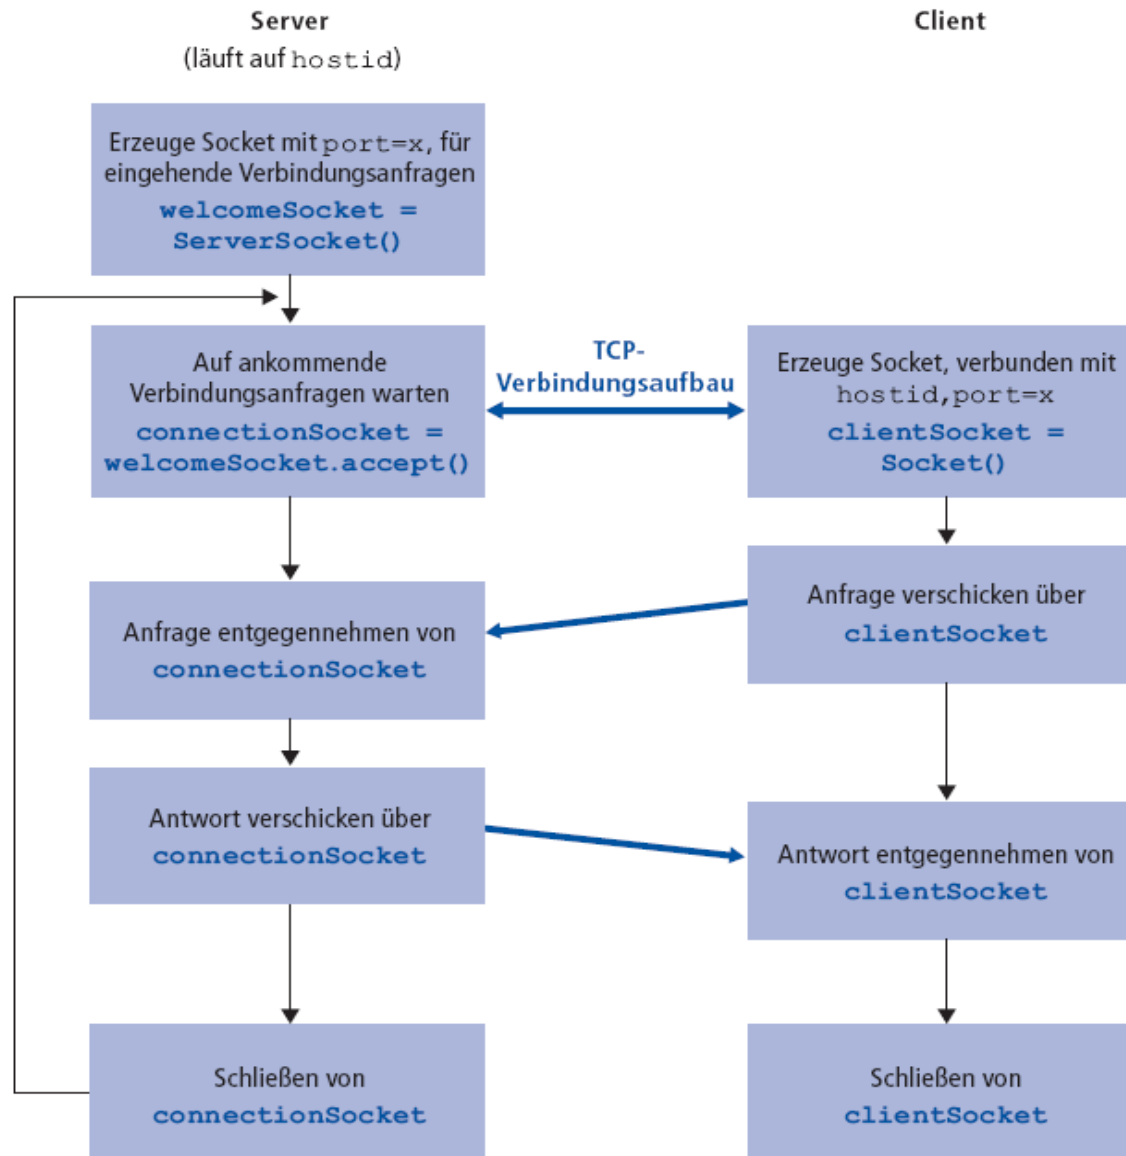 Server
(läuft auf hostid)
Client
Erzeuge Socket mit port=x, für
eingehende Verbindungsanfragen
welcomeSocket =
ServerSocket()
Auf ankommende
Verbindungsanfragen warten
connectionSocket =
welcomeSocket.accept()
TCP-
Verbindungsaufbau
Erzeuge Socket, verbunden mit
hostid,port=x
clientSocket =
Socket()
Anfrage verschicken über
clientSocket
Anfrage entgegennehmen von
connectionSocket
Antwort verschicken über
connectionSocket
Antwort entgegennehmen von
clientSocket
Schließen von
connectionSocket
Schließen von
clientSocket